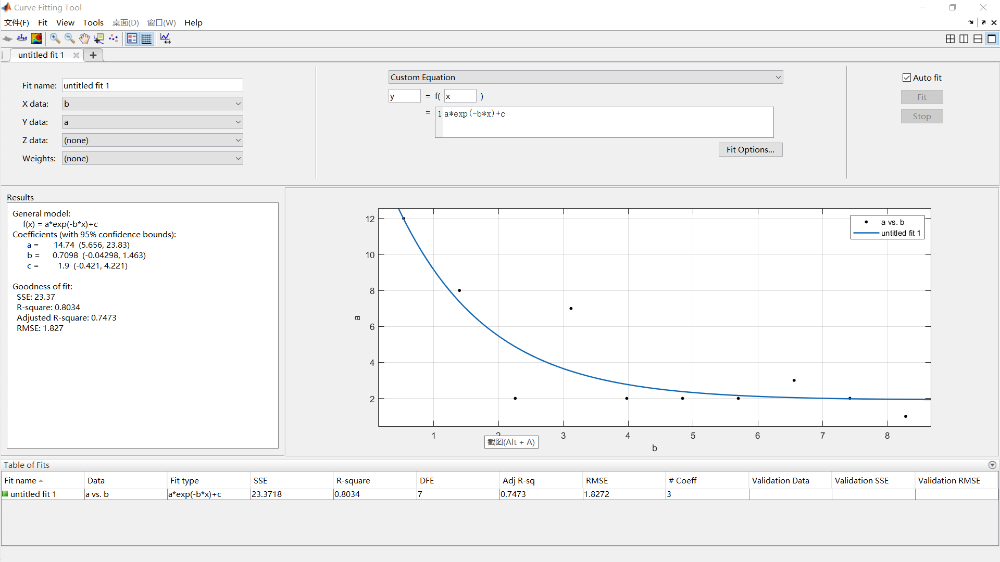 Curve Fitting Tool
文件(F) Fit View Tools 桌面(D) 窗口(W) Help
untitled fit 1
Fit name: untitled fit 1
X data: b
Y data: a
Z data: (none)
Weights: (none)
Custom Equation
y = f( x )
= 1 a*exp(-b*x)+c
Fit Options...
Auto fit
Fit
Stop
Results
General model:
f(x) = a*exp(-b*x)+c
Coefficients (with 95% confidence bounds):
a = 14.74 (5.656, 23.83)
b = 0.7098 (-0.04298, 1.463)
c = 1.9 (-0.421, 4.221)
Goodness of fit:
SSE: 23.37
R-square: 0.8034
Adjusted R-square: 0.7473
RMSE: 1.827
12
10
8
6
4
2
a
a vs. b
untitled fit 1
1 2 3 4 5 6 7 8
b
截图(Alt + A)
Table of Fits
Fit name Data Fit type SSE R-square DFE Adj R-sq RMSE # Coeff Validation Data Validation SSE Validation RMSE
untitled fit 1 a vs. b a*exp(-b*x)+c 23.3718 0.8034 7 0.7473 1.8272 3